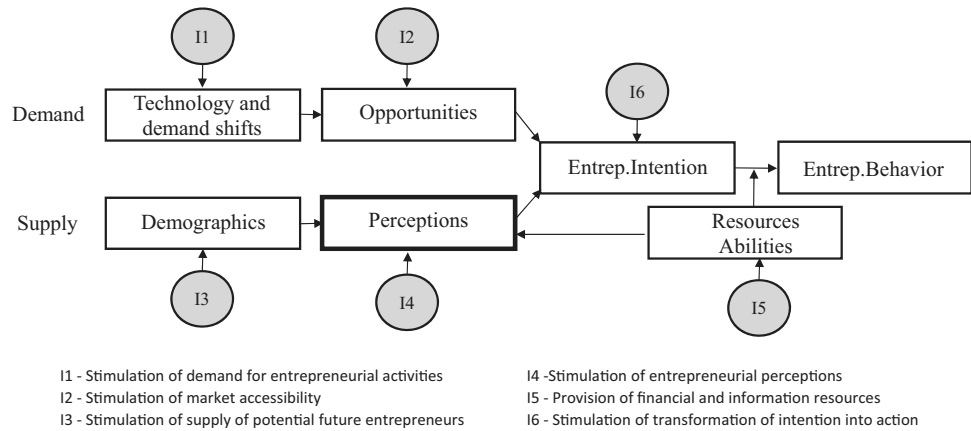 I1
I2
I6
Demand
Technology and
demand shifts
Opportunities
Entrep.Intention
Entrep.Behavior
Supply
Demographics
Perceptions
Resources
Abilities
I3
I4
I5
I1 - Stimulation of demand for entrepreneurial activities
I2 - Stimulation of market accessibility
I3 - Stimulation of supply of potential future entrepreneurs
I4 -Stimulation of entrepreneurial perceptions
I5 - Provision of financial and information resources
I6 - Stimulation of transformation of intention into action